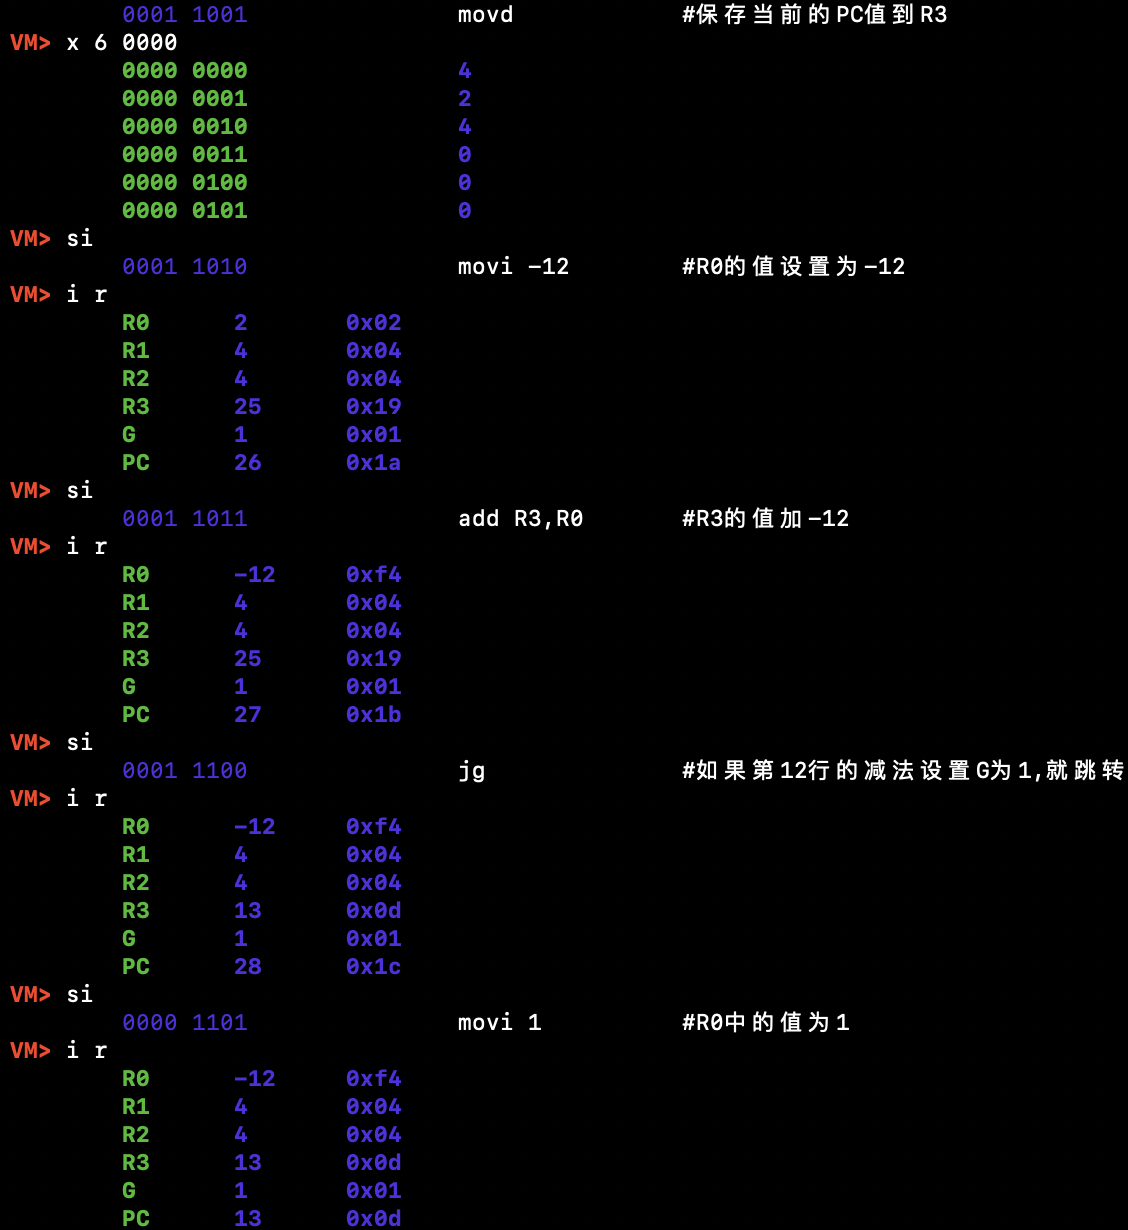 0001 1001 movd #保存当前的PC值到R3
VM> x 6 0000
0000 0000 4
0000 0001 2
0000 0010 4
0000 0011 0
0000 0100 0
0000 0101 0
VM> si
0001 1010 movi -12 #R0的值设置为-12
VM> i r
R0 2 0x02
R1 4 0x04
R2 4 0x04
R3 25 0x19
G 1 0x01
PC 26 0x1a
VM> si
0001 1011 add R3,R0 #R3的值加-12
VM> i r
R0 -12 0xf4
R1 4 0x04
R2 4 0x04
R3 25 0x19
G 1 0x01
PC 27 0x1b
VM> si
0001 1100 jg #如果第12行的减法设置G为1,就跳转
VM> i r
R0 -12 0xf4
R1 4 0x04
R2 4 0x04
R3 13 0x0d
G 1 0x01
PC 28 0x1c
VM> si
0000 1101 movi 1 #R0中的值为1
VM> i r
R0 -12 0xf4
R1 4 0x04
R2 4 0x04
R3 13 0x0d
G 1 0x01
PC 13 0x0d